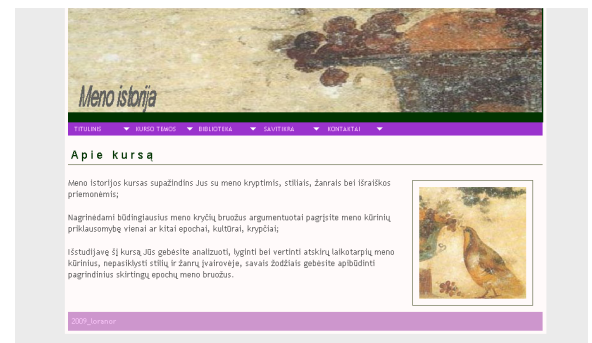 Meno istorija
TITULINIS KURSO TEMOS BIBLIOTEKA SAVITIKRA KONTAKTAI
Apie kursą
Meno istorijos kursas supažindins Jus su meno kryptimis, stiliais, žanrais bei išraiškos
priemonėmis;
Nagrinėdami būdingiausius meno kryčių bruožus argumentuotai pagrįsite meno kūrinių
priklausomybę vienai ar kitai epochai, kultūrai, krypčiai;
Išstudijavę šį kursą Jūs gebėsite analizuoti, lyginti bei vertinti atskirų laikotarpių meno
kūrinius, nepasiklysti stilių ir žanrų įvairovėje, savais žodžiais gebėsite apibūdinti
pagrindinius skirtingų epochų meno bruožus.
2009_loranor